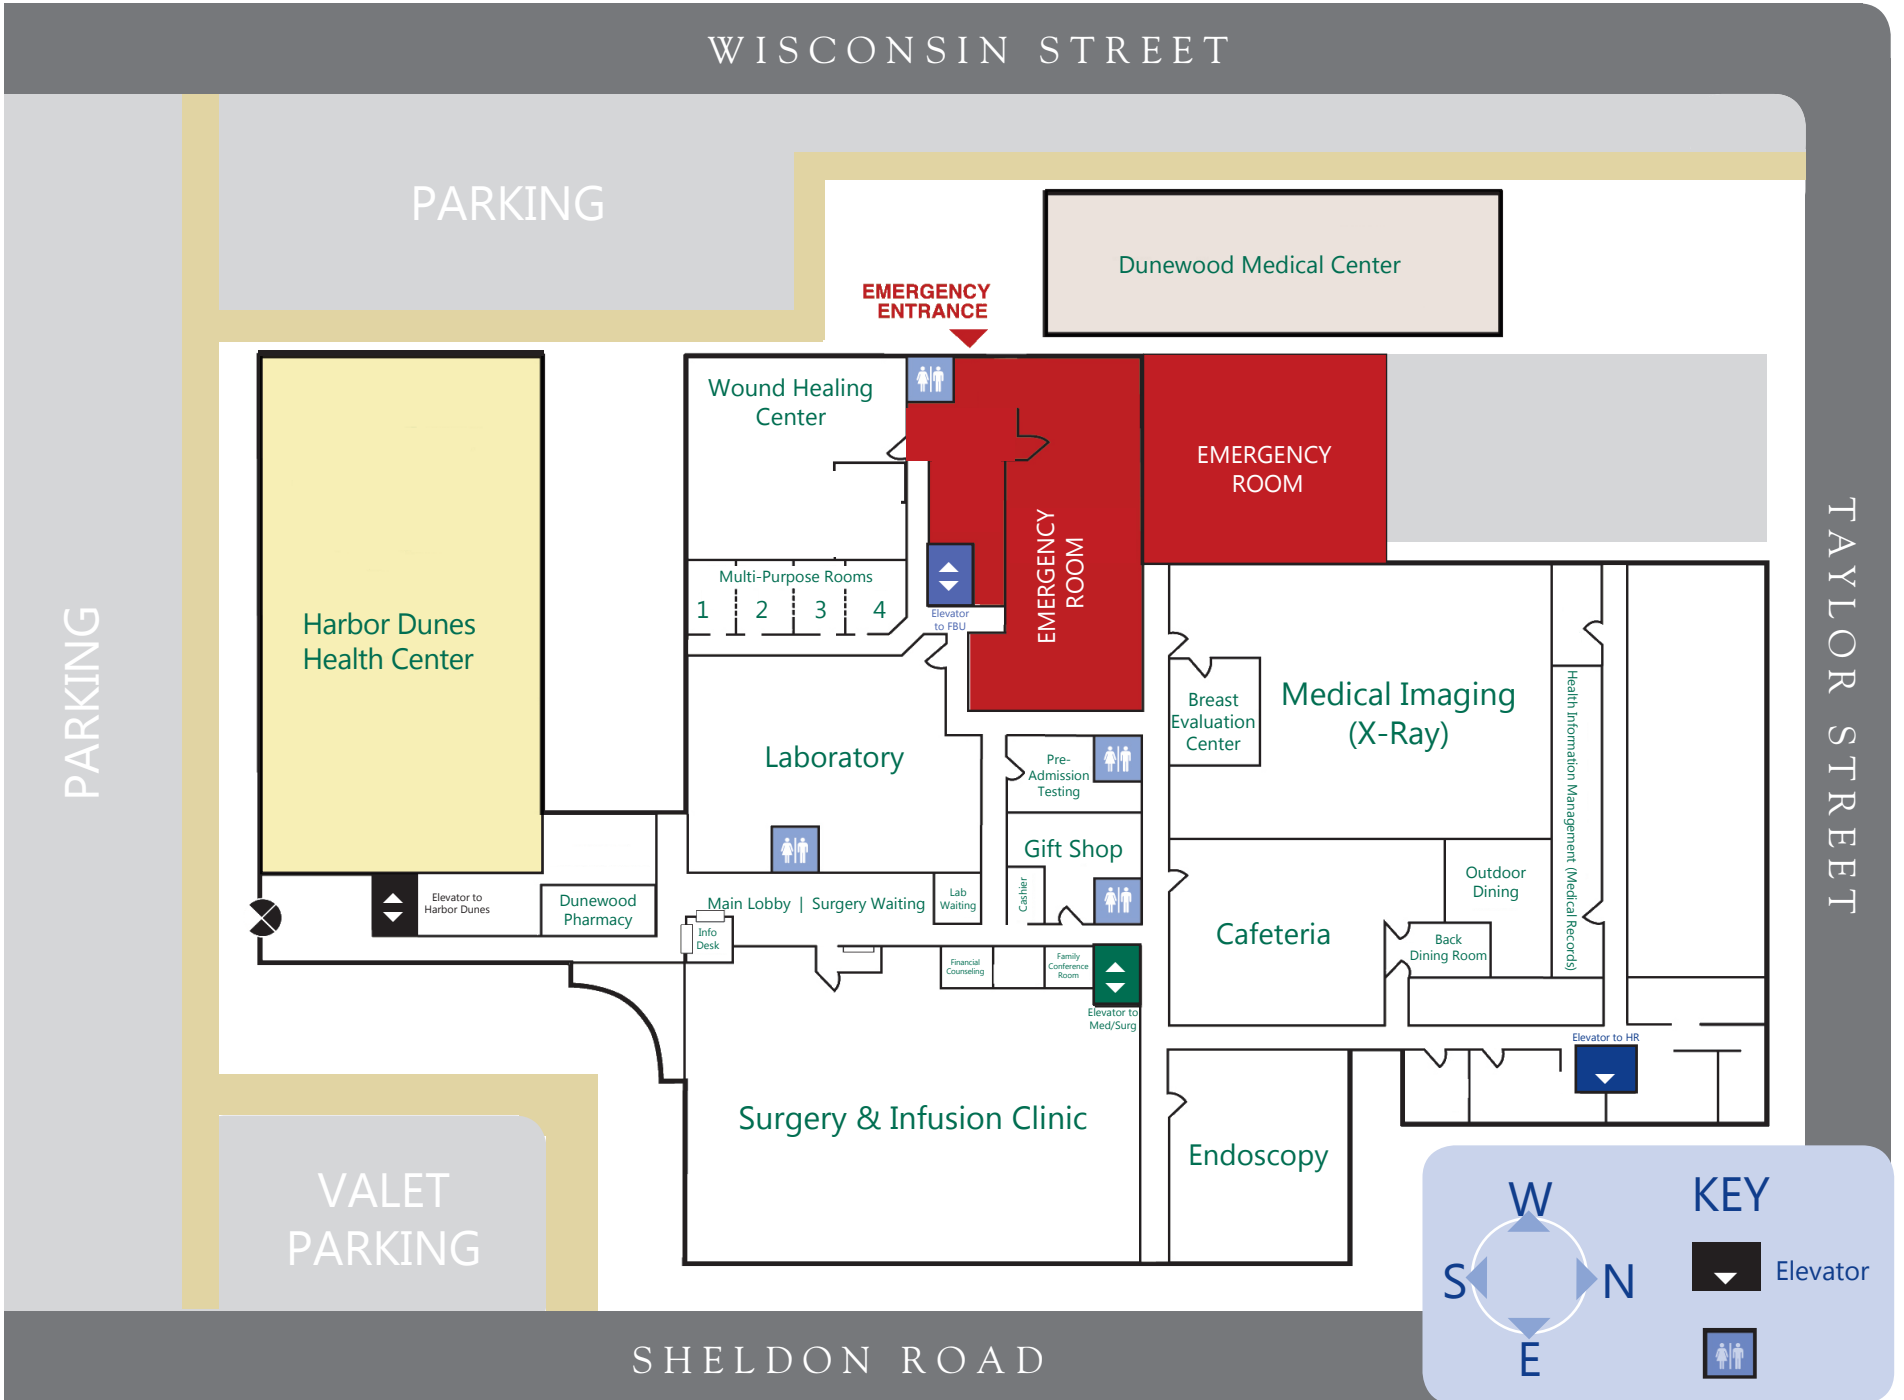 WISCONSIN STREET
PARKING
Dunewood Medical Center
EMERGENCY
ENTRANCE
Wound Healing
Center
EMERGENCY
ROOM
EMERGENCY
ROOM
Multi-Purpose Rooms
1 2 3 4
Elevator
to FBU
TAYLOR STREET
PARKING
Harbor Dunes
Health Center
Laboratory
Pre-
Admission
Testing
Breast
Evaluation
Center
Medical Imaging
(X-Ray)
Health Information Management (Medical Records)
Gift Shop
Cashier
Outdoor
Dining
Elevator to
Harbor Dunes
Dunewood
Pharmacy
Main Lobby | Surgery Waiting
Lab
Waiting
Info
Desk
Cafeteria
Back
Dining Room
Financial
Counseling
Family
Conference
Room
Elevator to
Med/Surg
Elevator to HR
Surgery & Infusion Clinic
Endoscopy
VALET
PARKING
W
S
N
E
KEY
Elevator
SHELDON ROAD